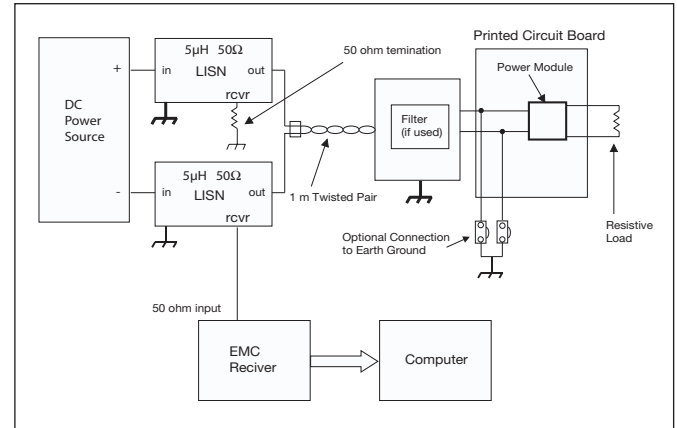 Printed Circuit Board
5µH 50Ω
LISN
in
out
rcvr
50 ohm temination
+
DC
Power
Source
-
Power Module
Filter
(if used)
5µH 50Ω
LISN
in
out
rcvr
1 m Twisted Pair
Optional Connection
to Earth Ground
Resistive
Load
50 ohm input
EMC
Reciver
Computer